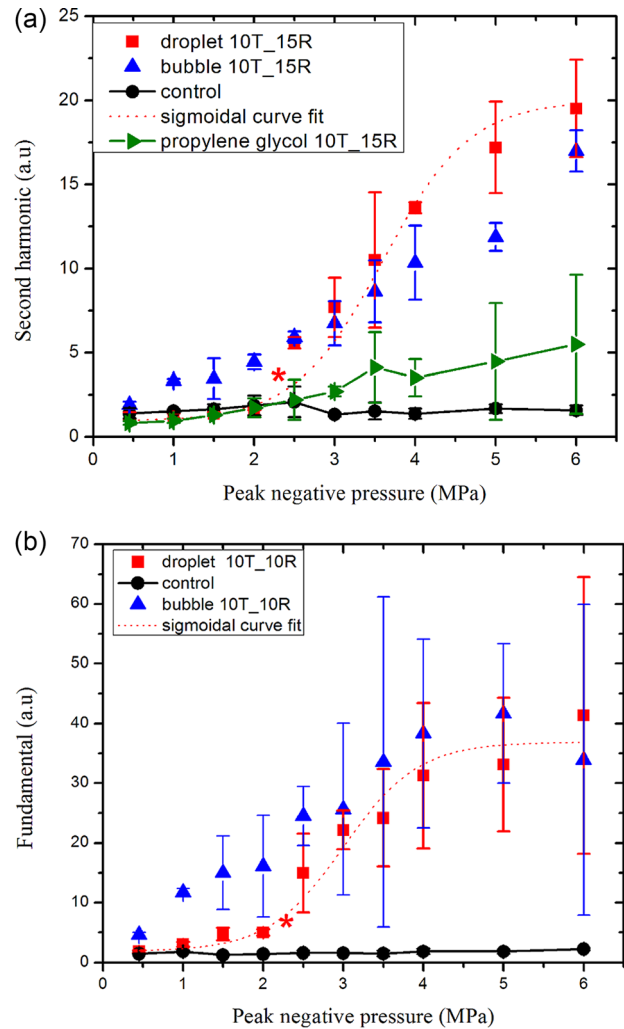 (a)
25
20
15
10
5
0
Second harmonic (a.u)
droplet 10T_15R
bubble 10T_15R
control
sigmoidal curve fit
propylene glycol 10T_15R
*
0 1 2 3 4 5 6
Peak negative pressure (MPa)
(b)
70
60
50
40
30
20
10
0
Fundamental (a.u)
droplet 10T_10R
control
bubble 10T_10R
sigmoidal curve fit
*
0 1 2 3 4 5 6
Peak negative pressure (MPa)